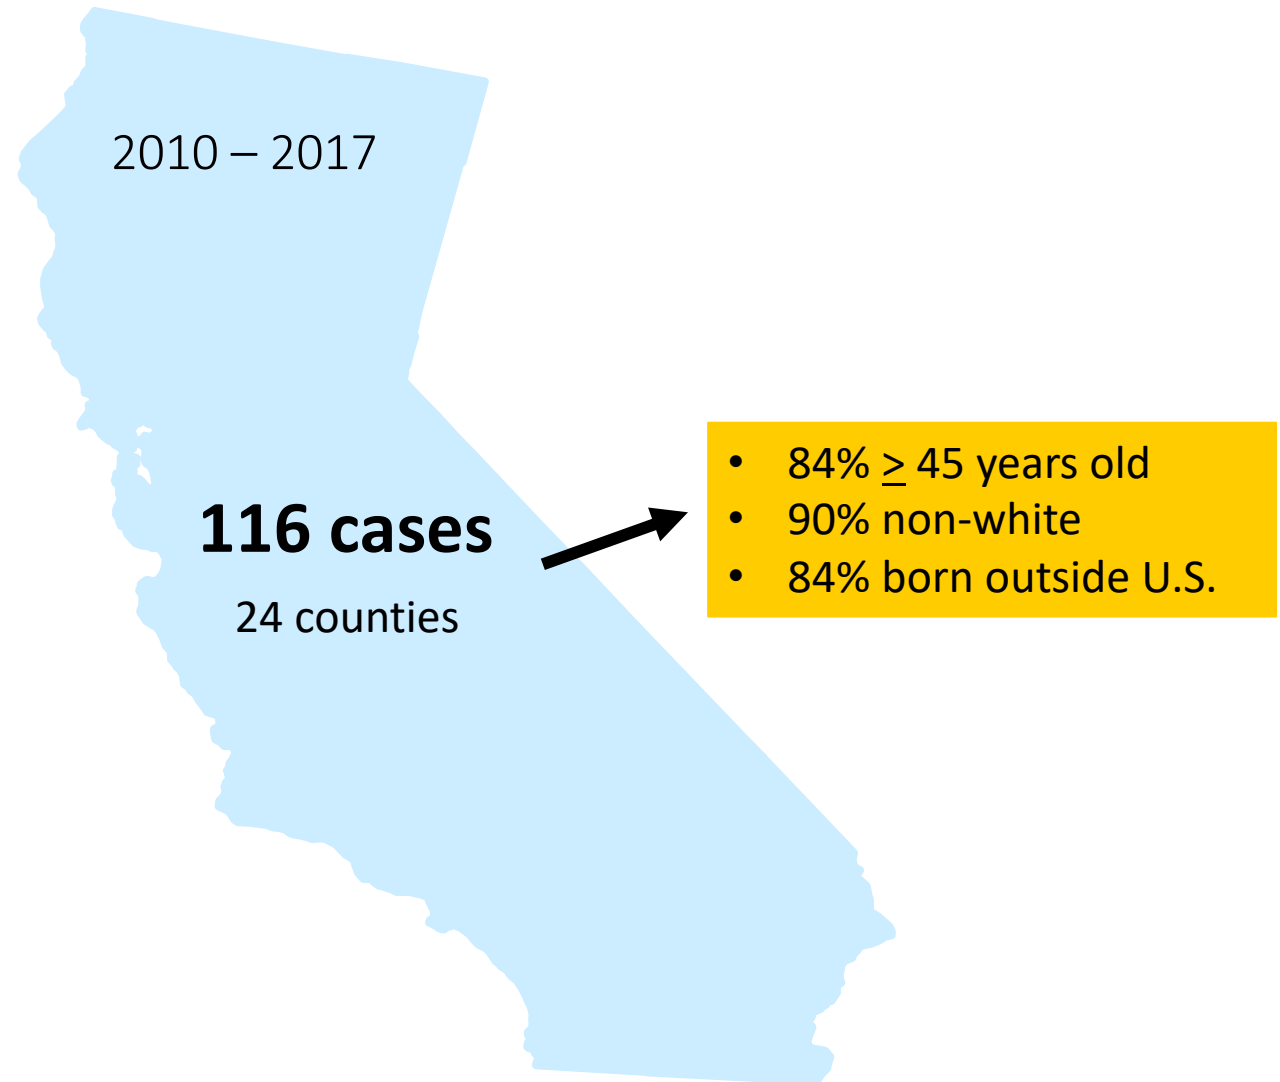 2010 – 2017
116 cases
24 counties
• 84% ≥ 45 years old
• 90% non-white
• 84% born outside U.S.